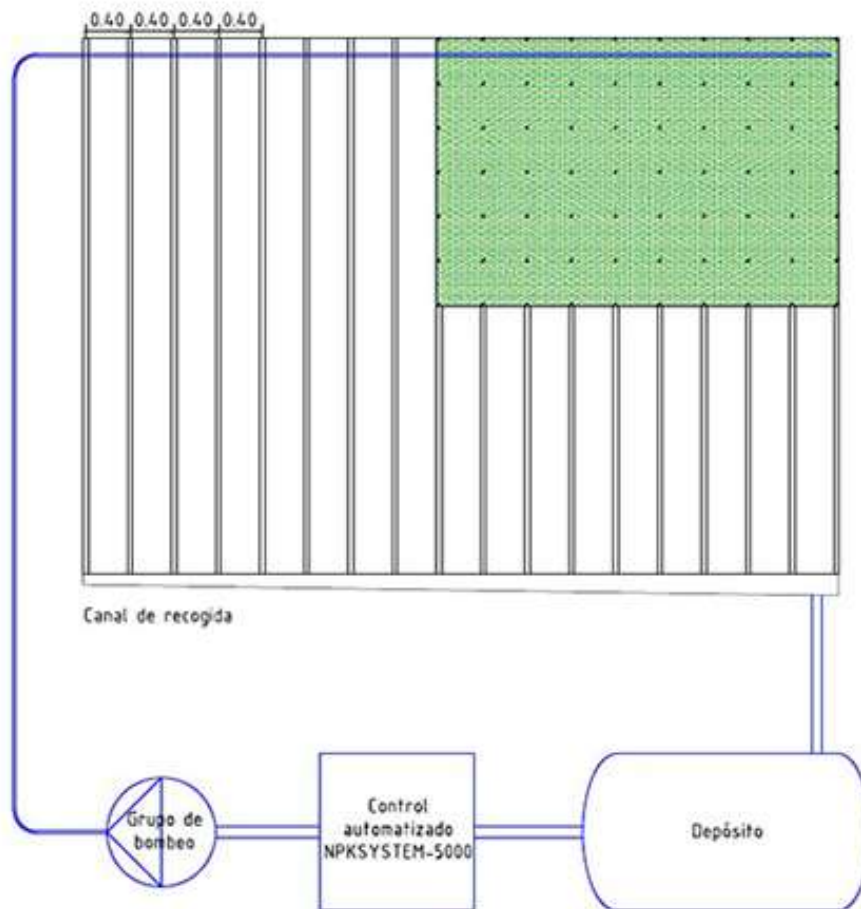 0.40 0.40 0.40 0.40
Canal de recogida
Grupo de
bombeo
Control
automatizado
NPKSYSTEM-5000
Depósito